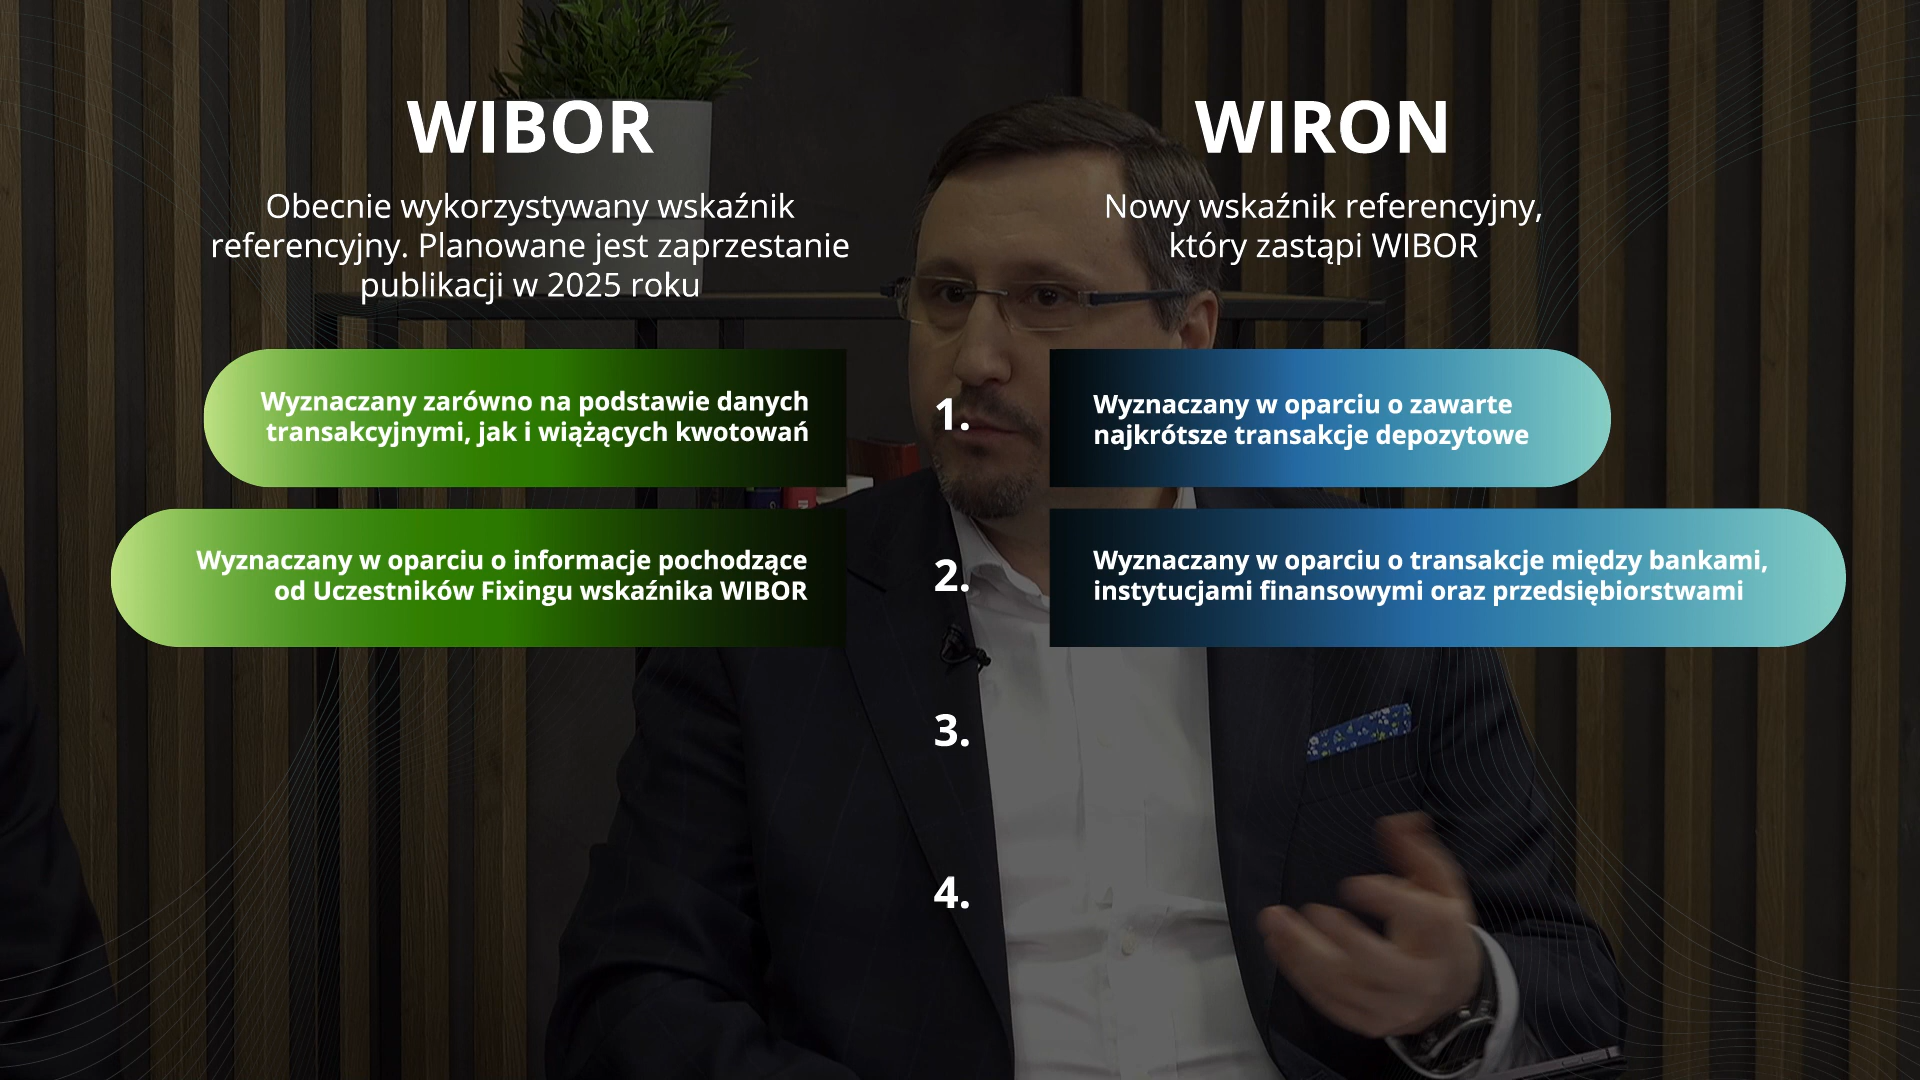 WIBOR
Obecnie wykorzystywany wskaźnik
referencyjny. Planowane jest zaprzestanie
publikacji w 2025 roku
WIRON
Nowy wskaźnik referencyjny,
który zastąpi WIBOR
Wyznaczany zarówno na podstawie danych
transakcyjnymi, jak i wiążących kwotowań
1.
Wyznaczany w oparciu o zawarte
najkrótsze transakcje depozytowe
Wyznaczany w oparciu o informacje pochodzące
od Uczestników Fixingu wskaźnika WIBOR
2.
Wyznaczany w oparciu o transakcje między bankami,
instytucjami finansowymi oraz przedsiębiorstwami
3.
4.